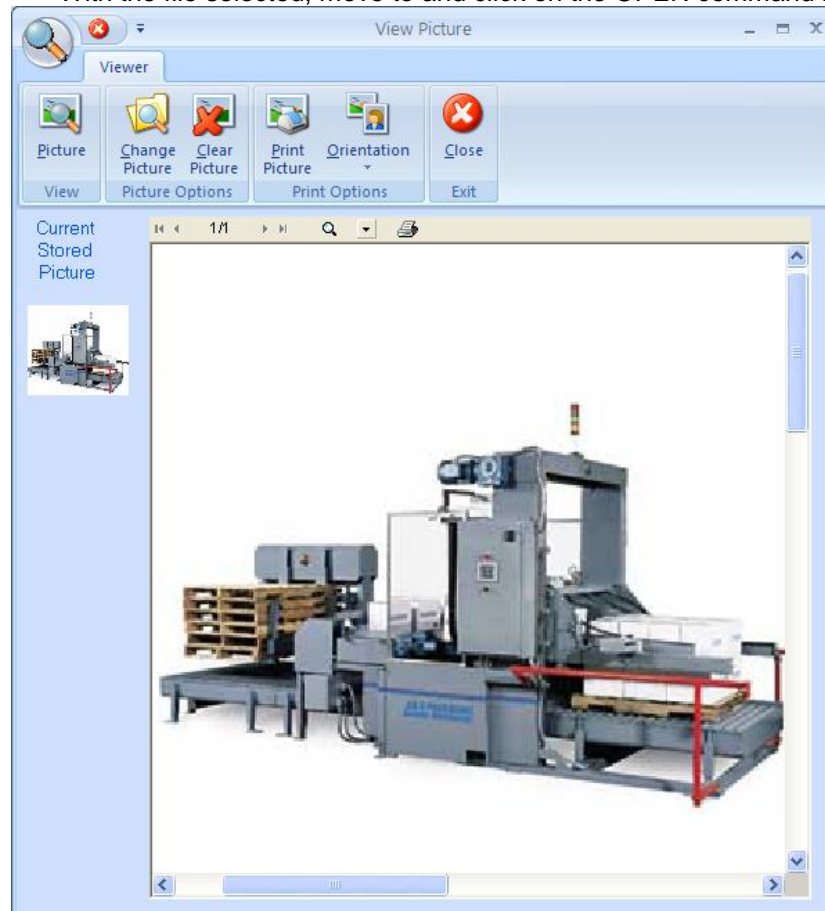 With the file selected, move to and click on the OPEN command
View Picture
Viewer
Picture
Change Picture
Clear Picture
Print Picture
Orientation
Close
View
Picture Options
Print Options
Exit
Current
Stored
Picture
1/1